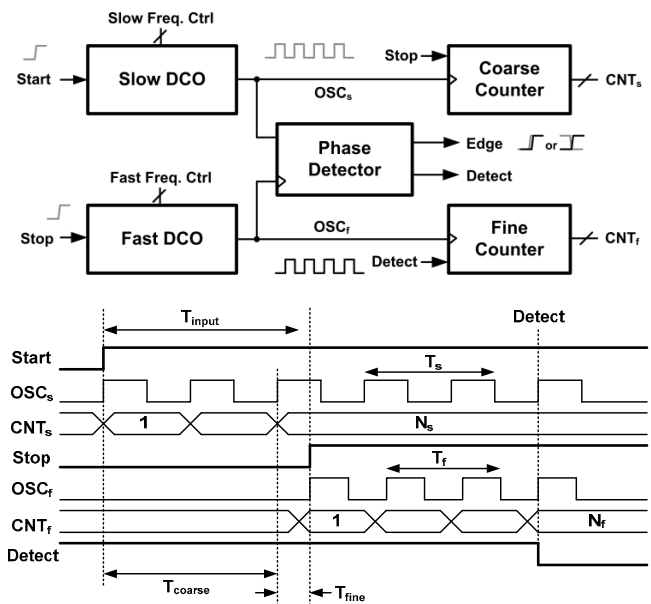 Slow Freq. Ctrl
Start
Slow DCO
OSCs
Stop
Coarse
Counter
CNTs
Phase
Detector
Edge
or
Detect
Fast Freq. Ctrl
Stop
Fast DCO
OSCf
Detect
Fine
Counter
CNTf
Tinput
Detect
Start
Ts
OSCs
CNTs
1
Ns
Stop
Tf
OSCf
CNTf
1
Nf
Detect
Tcoarse
Tfine